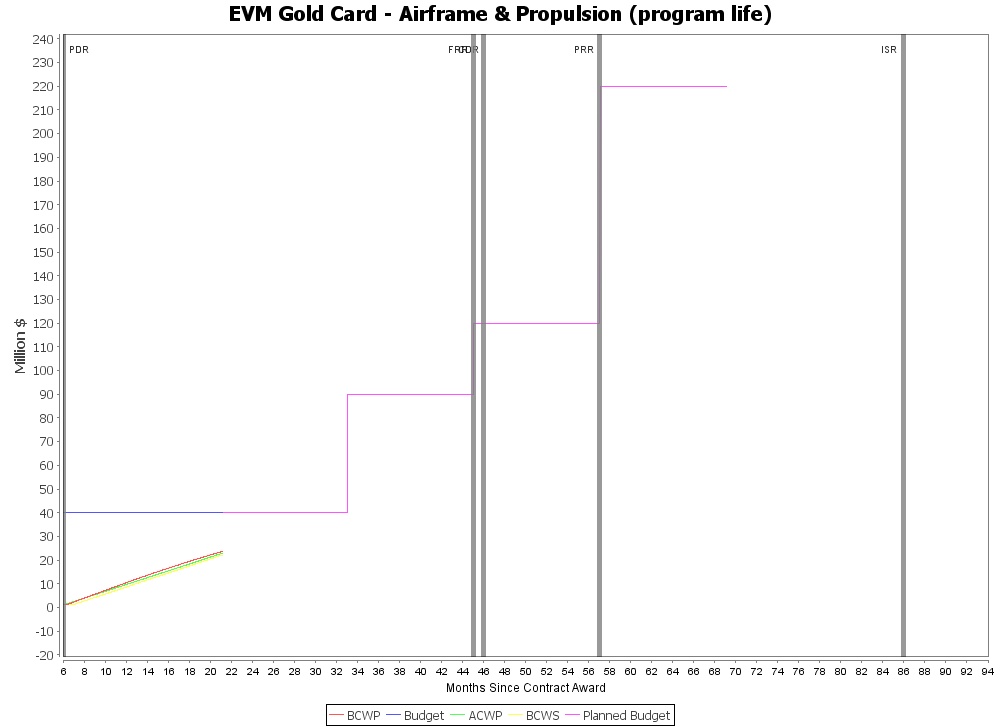 EVM Gold Card - Airframe & Propulsion (program life)
240
230
220
210
200
190
180
170
160
150
140
130
120
110
100
90
80
70
60
50
40
30
20
10
0
-10
-20
Million $
PDR
FRR
CDR
PRR
ISR
6 8 10 12 14 16 18 20 22 24 26 28 30 32 34 36 38 40 42 44 46 48 50 52 54 56 58 60 62 64 66 68 70 72 74 76 78 80 82 84 86 88 90 92 94
Months Since Contract Award
BCWP Budget ACWP BCWS Planned Budget